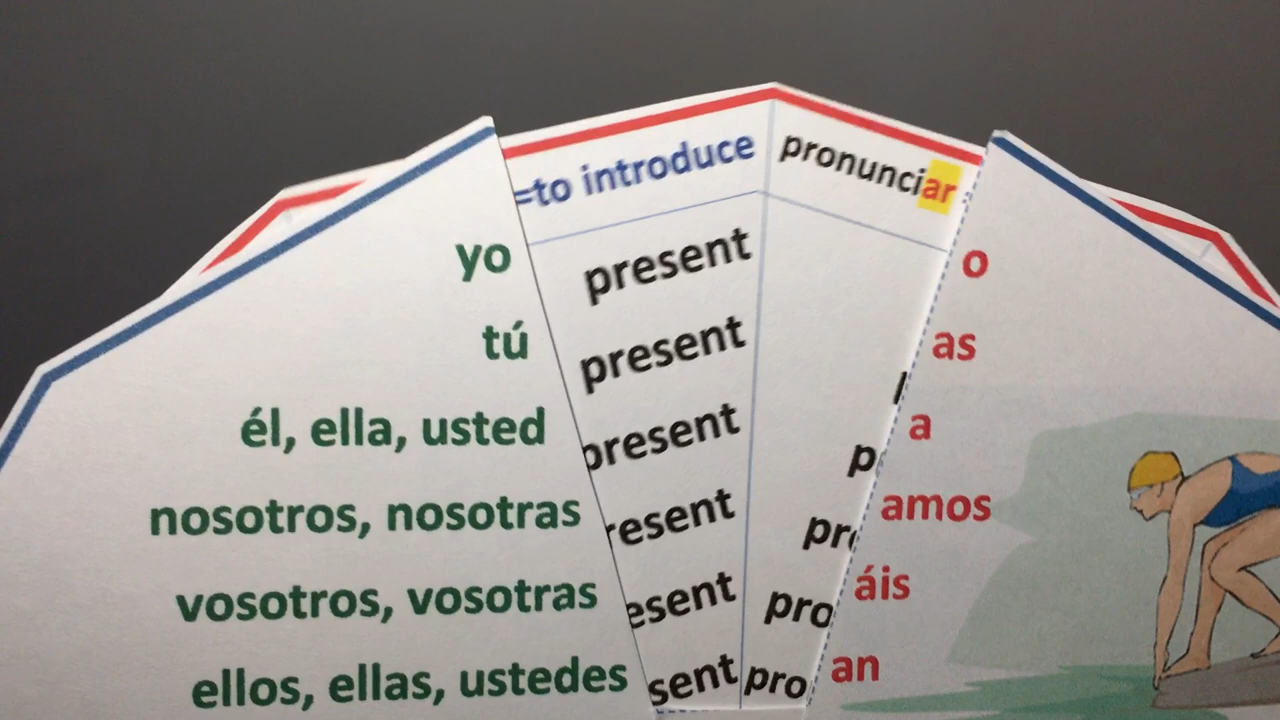 =to introduce pronunciar
yo present o
tú present as
él, ella, usted present a
nosotros, nosotras resent amos
vosotros, vosotras esent pro áis
ellos, ellas, ustedes sent pro an